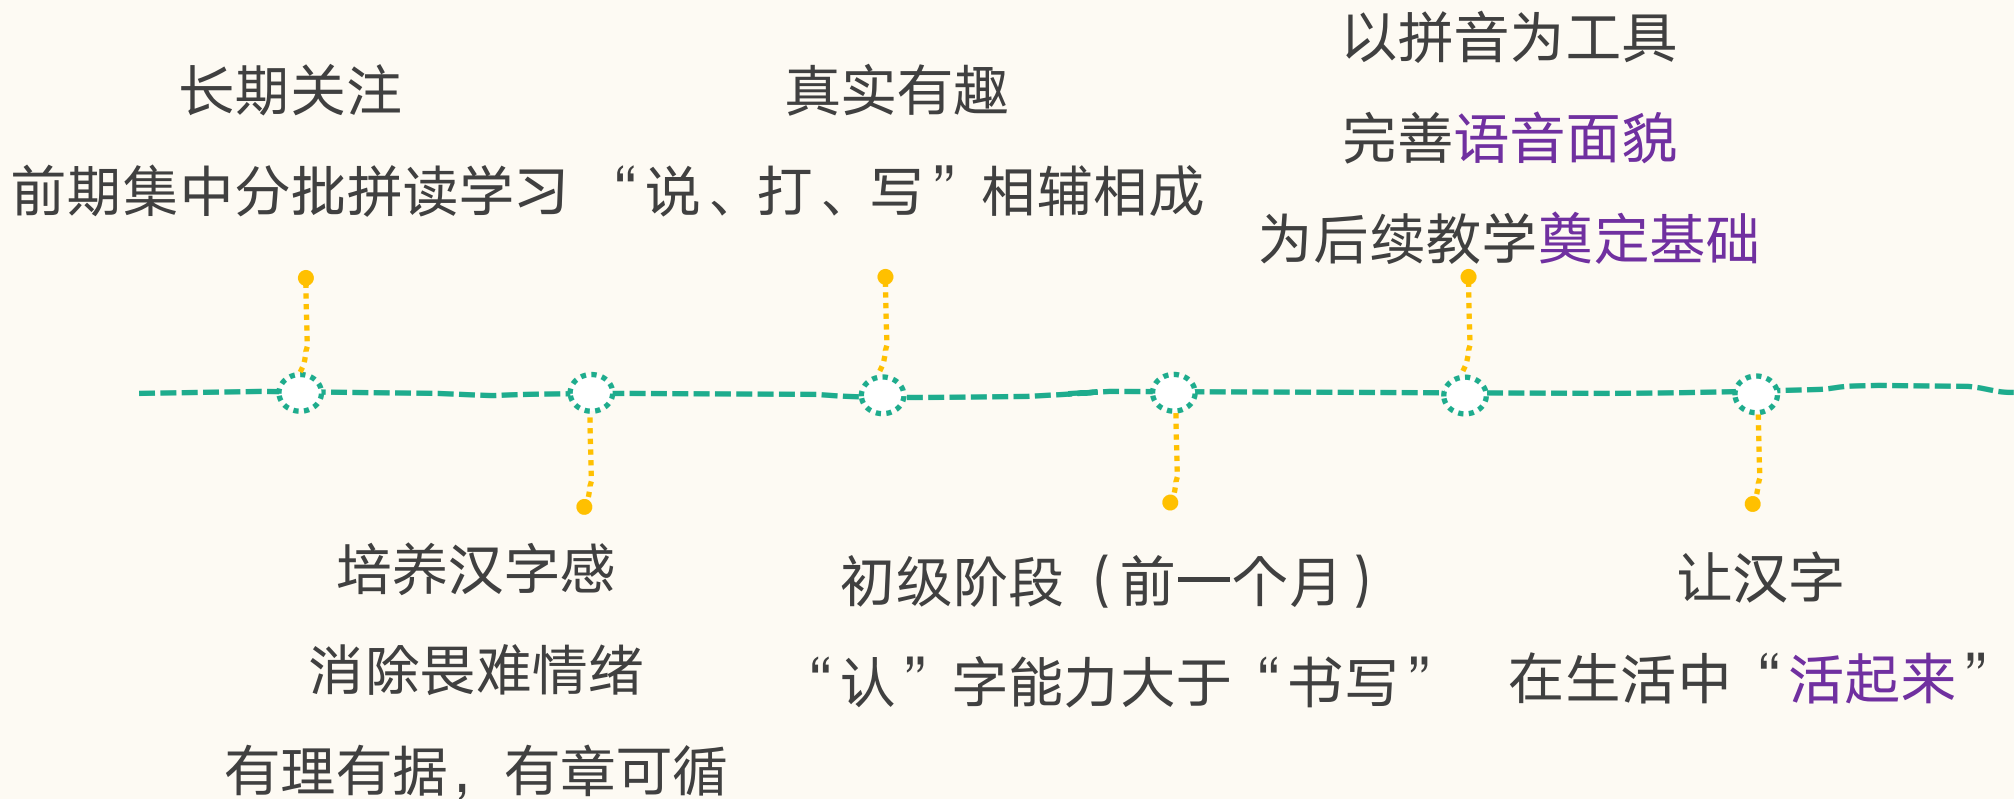 长期关注
前期集中分批拼读学习
培养汉字感
消除畏难情绪
有理有据，有章可循
真实有趣
“说、打、写”相辅相成
初级阶段（前一个月）
“认”字能力大于“书写”
以拼音为工具
完善语音面貌
为后续教学奠定基础
让汉字
在生活中“活起来”